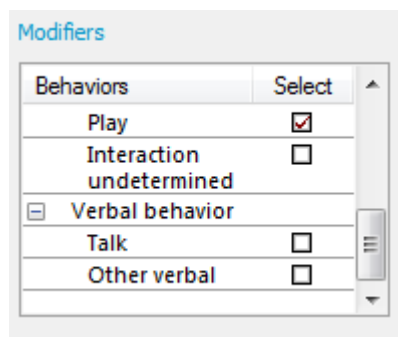 Modifiers
Behaviors Select
Play
Interaction
undetermined
Verbal behavior
Talk
Other verbal